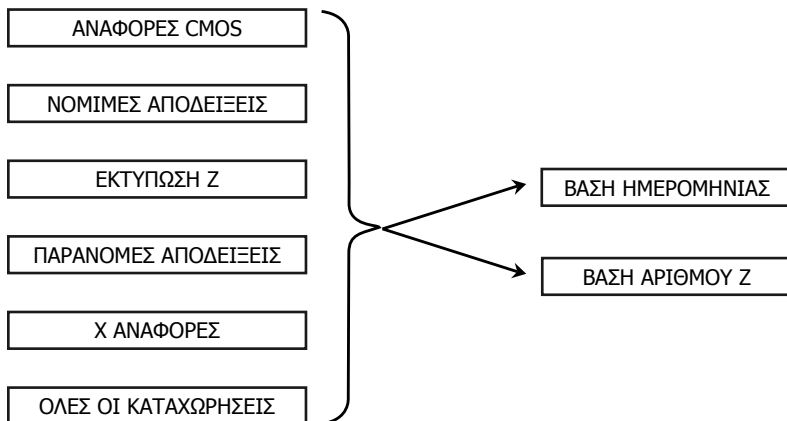 ΑΝΑΦΟΡΕΣ CMOS
ΝΟΜΙΜΕΣ ΑΠΟΔΕΙΞΕΙΣ
ΕΚΤΥΠΩΣΗ Ζ
ΠΑΡΑΝΟΜΕΣ ΑΠΟΔΕΙΞΕΙΣ
Χ ΑΝΑΦΟΡΕΣ
ΟΛΕΣ ΟΙ ΚΑΤΑΧΩΡΗΣΕΙΣ
ΒΑΣΗ ΗΜΕΡΟΜΗΝΙΑΣ
ΒΑΣΗ ΑΡΙΘΜΟΥ Ζ